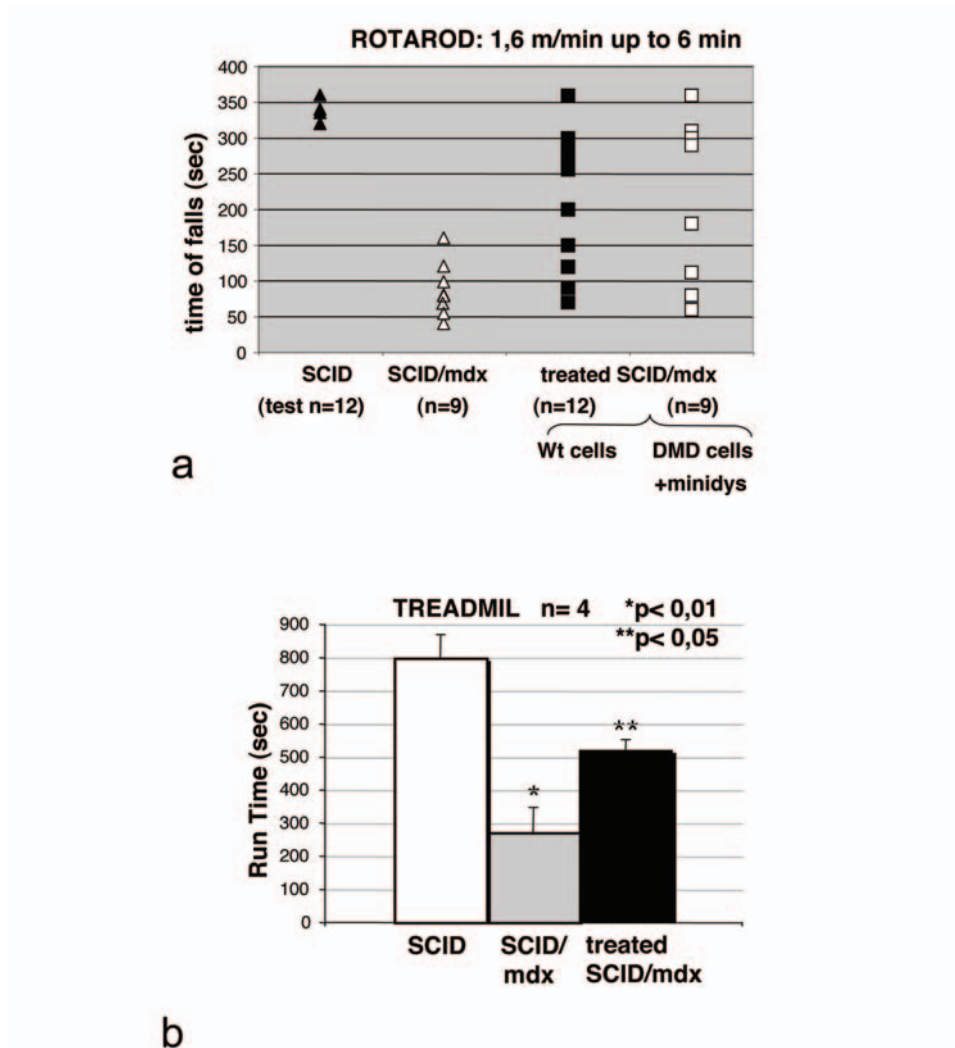 ROTAROD: 1,6 m/min up to 6 min
400
350
300
250
200
150
100
50
0
time of falls (sec)
SCID SCID/mdx treated SCID/mdx
(test n=12) (n=9) (n=12) (n=9)
Wt cells DMD cells
+minidys
a
TREADMIL n= 4 *p< 0,01
**p< 0,05
900
800
700
600
500
400
300
200
100
0
Run Time (sec)
**
*
SCID SCID/ treated
mdx SCID/mdx
b